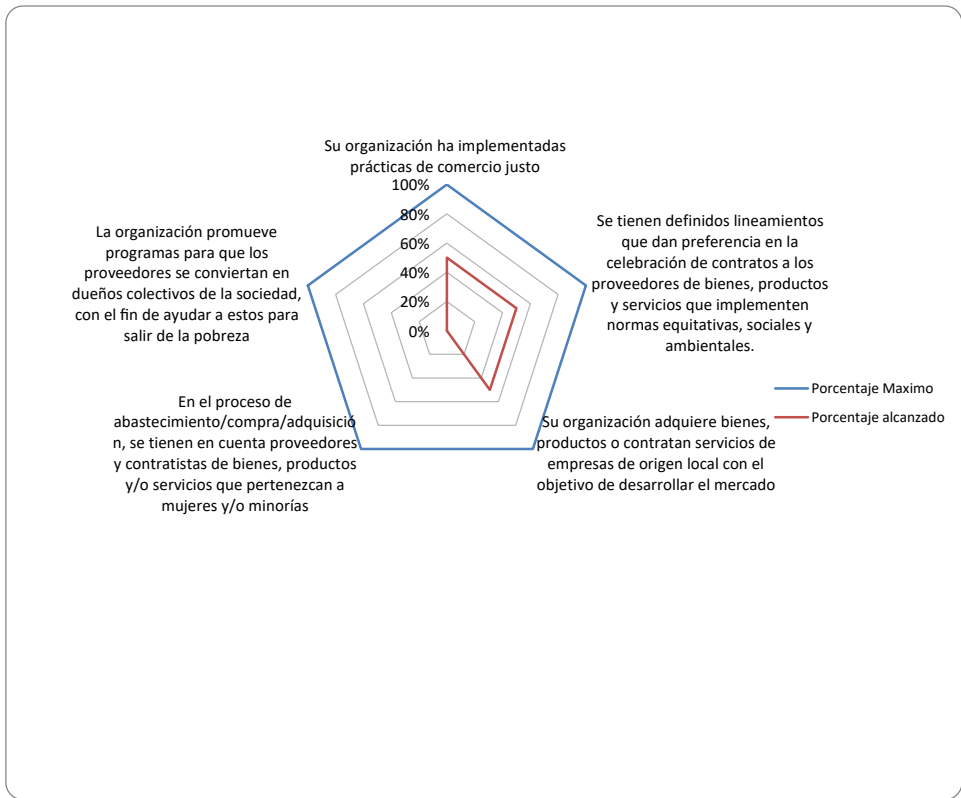 Su organización ha implementadas
prácticas de comercio justo
100%
80%
60%
40%
20%
0%
Se tienen definidos lineamientos
que dan preferencia en la
celebración de contratos a los
proveedores de bienes, productos
y servicios que implementen
normas equitativas, sociales y
ambientales.
Su organización adquiere bienes,
productos o contratan servicios de
empresas de origen local con el
objetivo de desarrollar el mercado
En el proceso de
abastecimiento/compra/adquisició
n, se tienen en cuenta proveedores
y contratistas de bienes, productos
y/o servicios que pertenezcan a
mujeres y/o minorías
La organización promueve
programas para que los
proveedores se conviertan en
dueños colectivos de la sociedad,
con el fin de ayudar a estos para
salir de la pobreza
Porcentaje Maximo
Porcentaje alcanzado